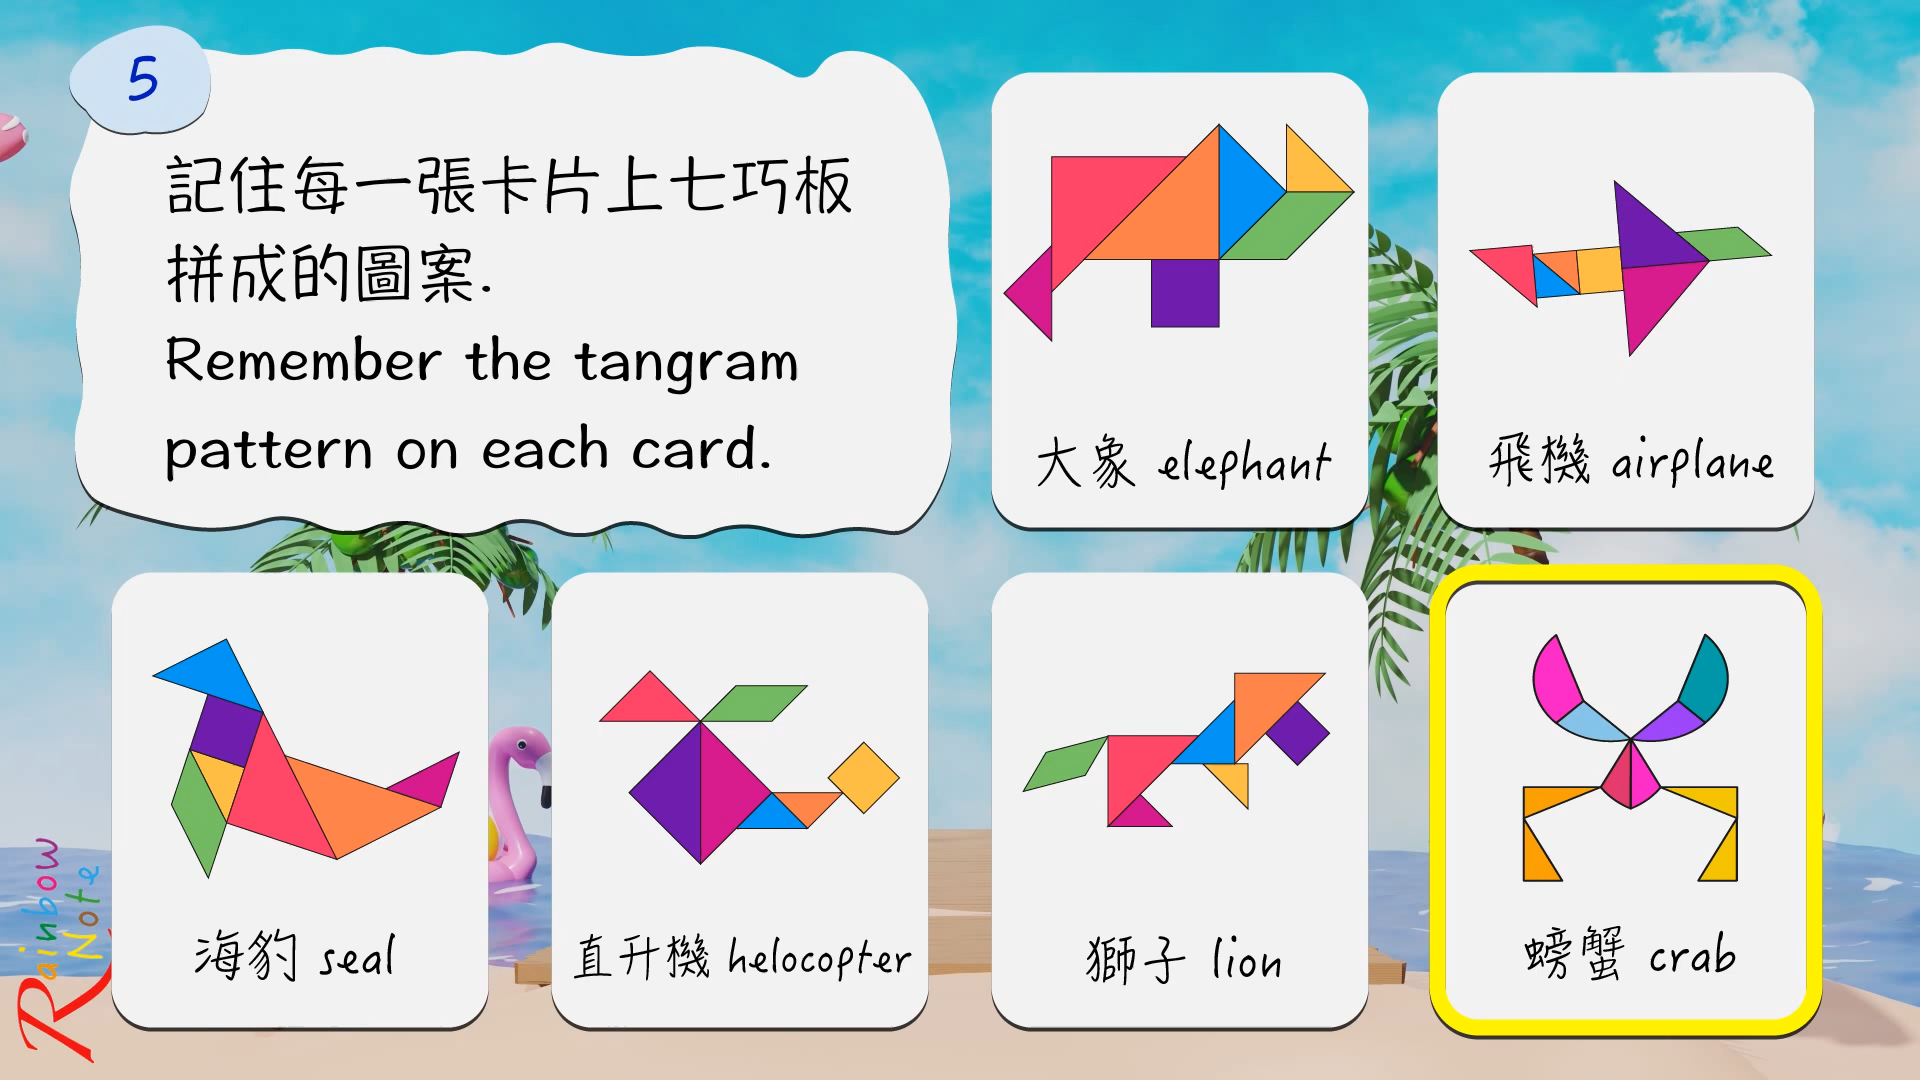 5
記住每一張卡片上七巧板
拼成的圖案.
Remember the tangram
pattern on each card.
大象 elephant
飛機 airplane
海豹 seal
直升機 helocopter
獅子 lion
螃蟹 crab
Rainbow
Note